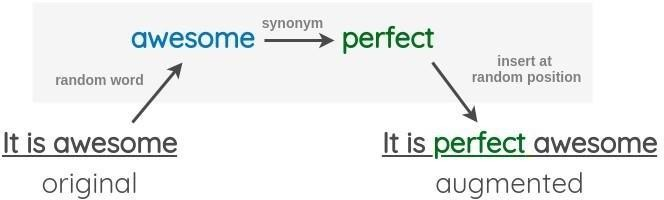 synonym
awesome
perfect
random word
insert at
random position
It is awesome
It is perfect awesome
original
augmented